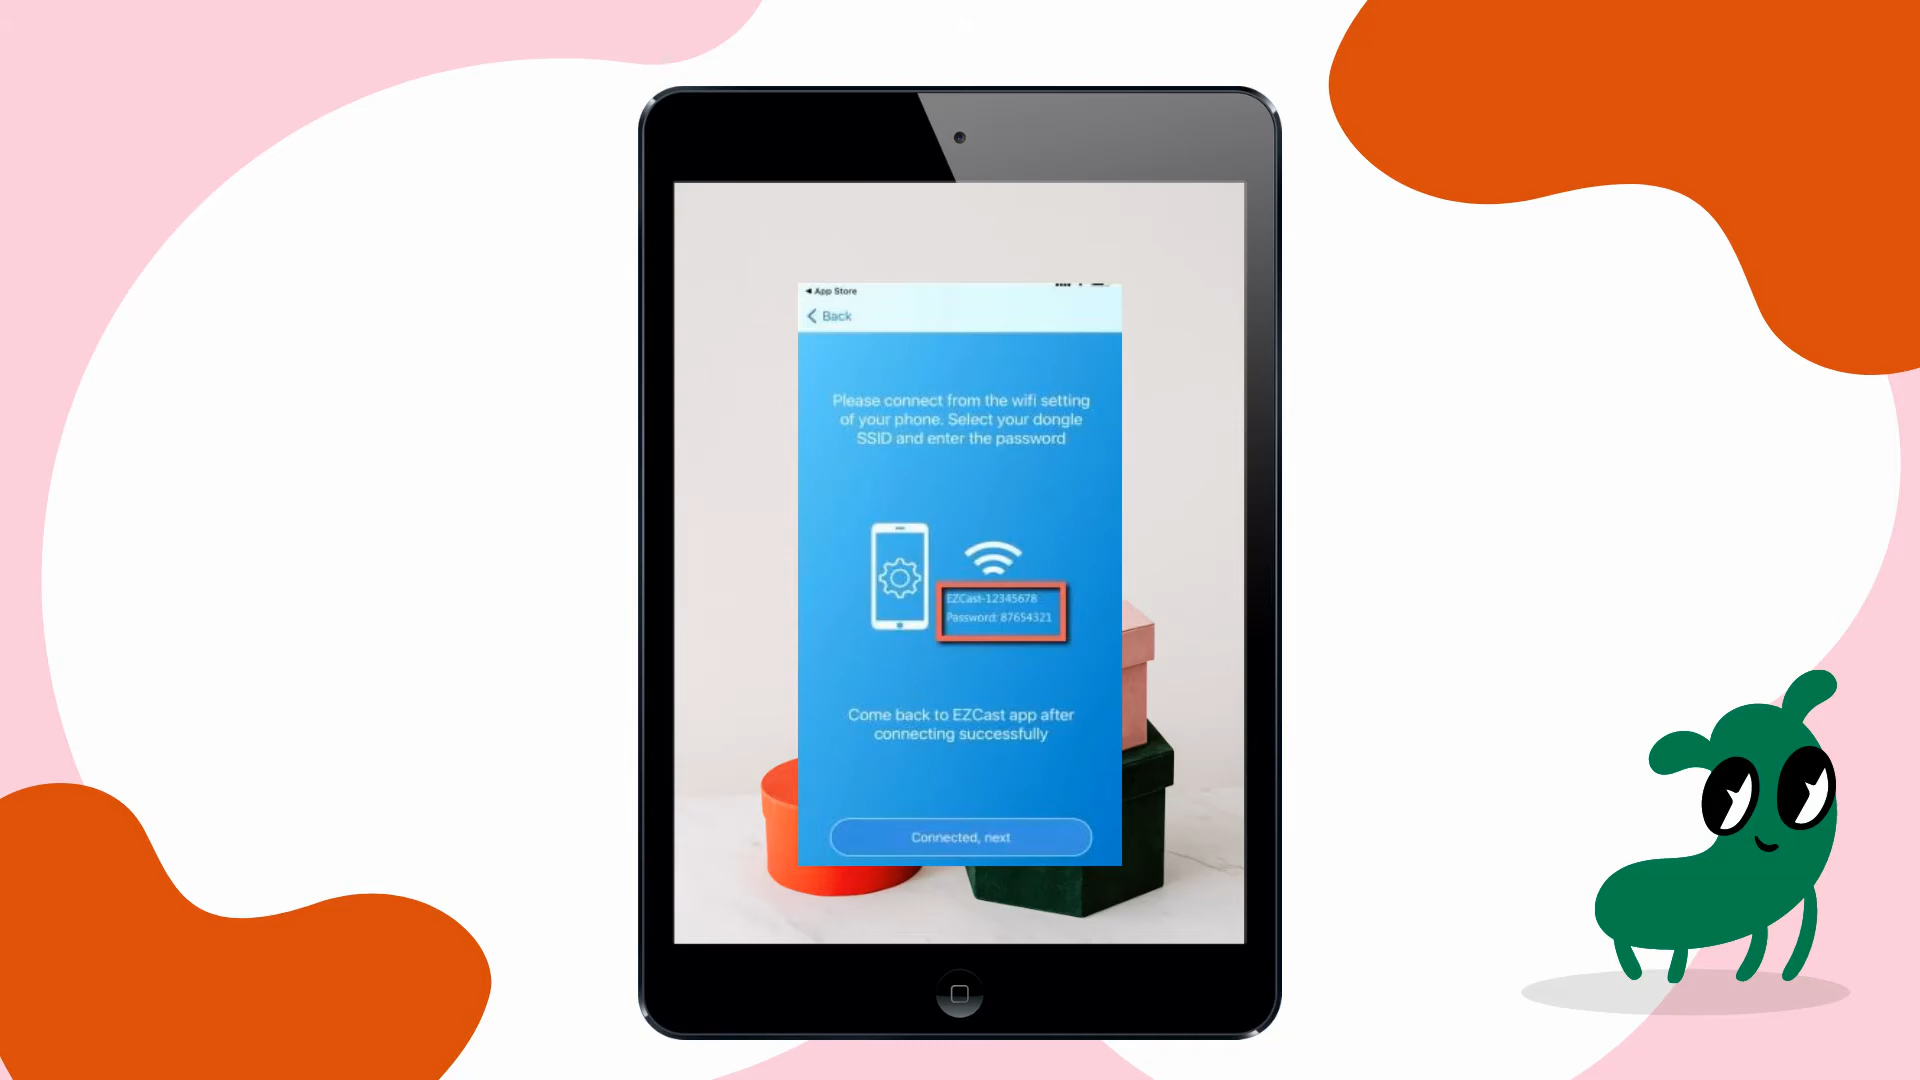 App Store
Back
Please connect from the wifi setting
of your phone. Select your dongle
SSID and enter the password
EZCast-12345678
Password: 87654321
Come back to EZCast app after
connecting successfully
Connected, next